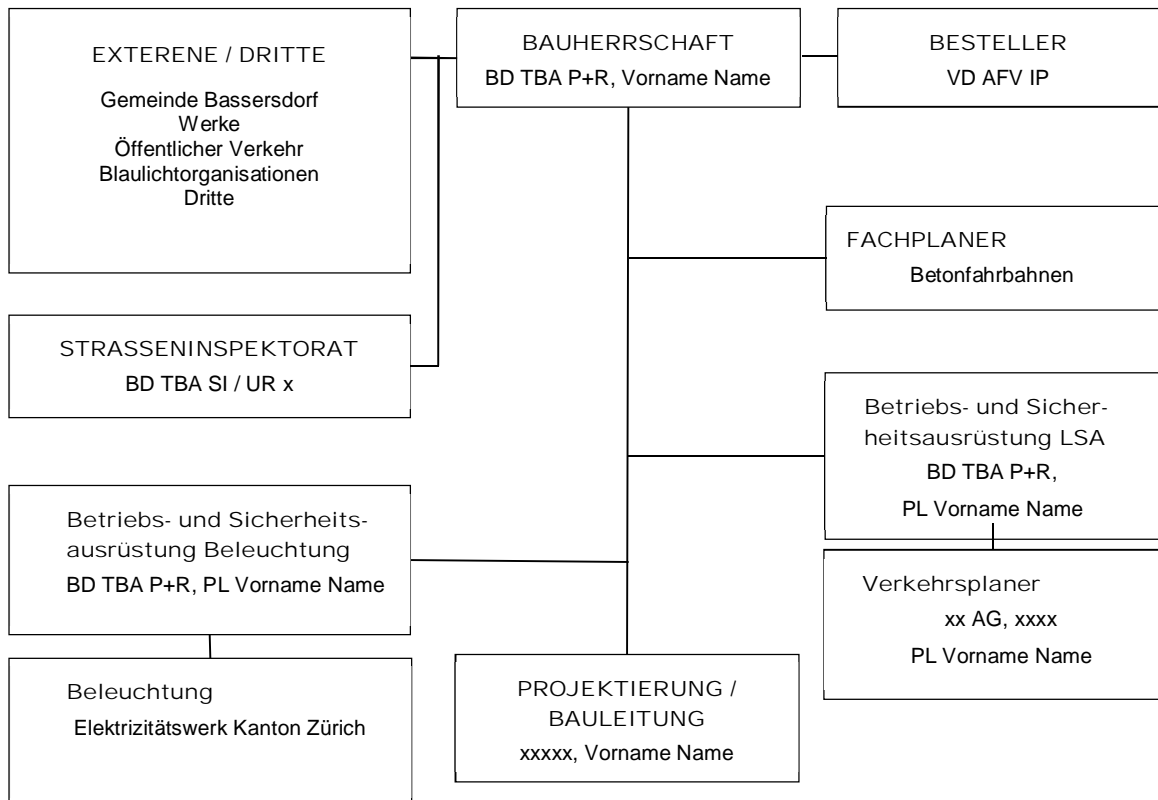 EXTERENE / DRITTE
Gemeinde Bassersdorf
Werke
Öffentlicher Verkehr
Blaulichtorganisationen
Dritte
BAUHERRSCHAFT
BD TBA P+R, Vorname Name
BESTELLER
VD AFV IP
FACHPLANER
Betonfahrbahnen
STRASSENINSPEKTORAT
BD TBA SI / UR x
Betriebs- und Sicher-
heitsausrüstung LSA
BD TBA P+R,
PL Vorname Name
Betriebs- und Sicherheits-
ausrüstung Beleuchtung
BD TBA P+R, PL Vorname Name
Verkehrsplaner
xx AG, xxxx
PL Vorname Name
Beleuchtung
Elektrizitätswerk Kanton Zürich
PROJEKTIERUNG /
BAULEITUNG
xxxxx, Vorname Name